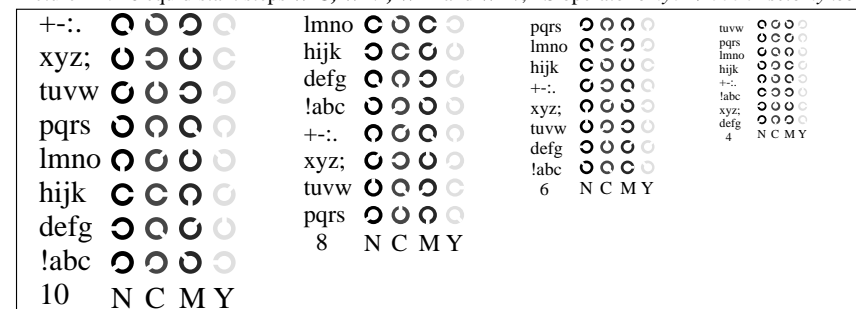 +-:.
xyz;
tuvw
pqrs
lmno
hijk
defg
!abc
10 N C M Y
lmno
hijk
defg
!abc
+-:.
xyz;
tuvw
pqrs
8 N C M Y
pqrs
lmno
hijk
+-:.
xyz;
tuvw
defg
!abc
6 N C M Y
tuvw
pqrs
lmno
hijk
+-:.
!abc
xyz;
defg
4 N C M Y